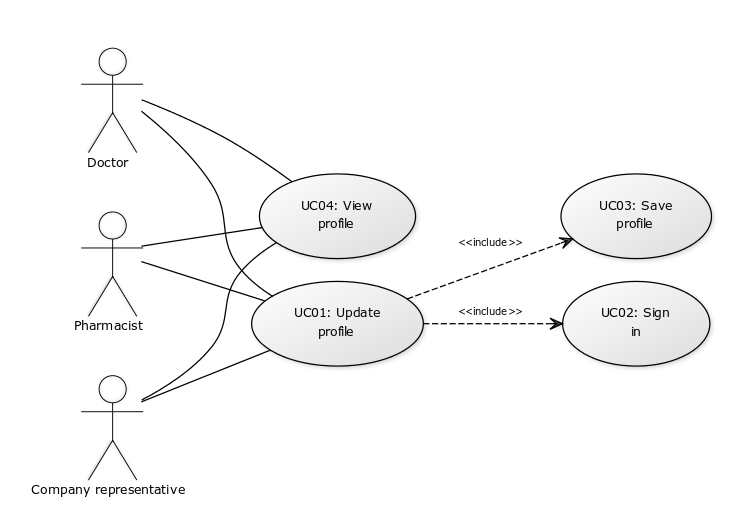 Doctor
UC04: View
profile
UC03: Save
profile
<<include>>
Pharmacist
UC01: Update
profile
<<include>>
UC02: Sign
in
Company representative